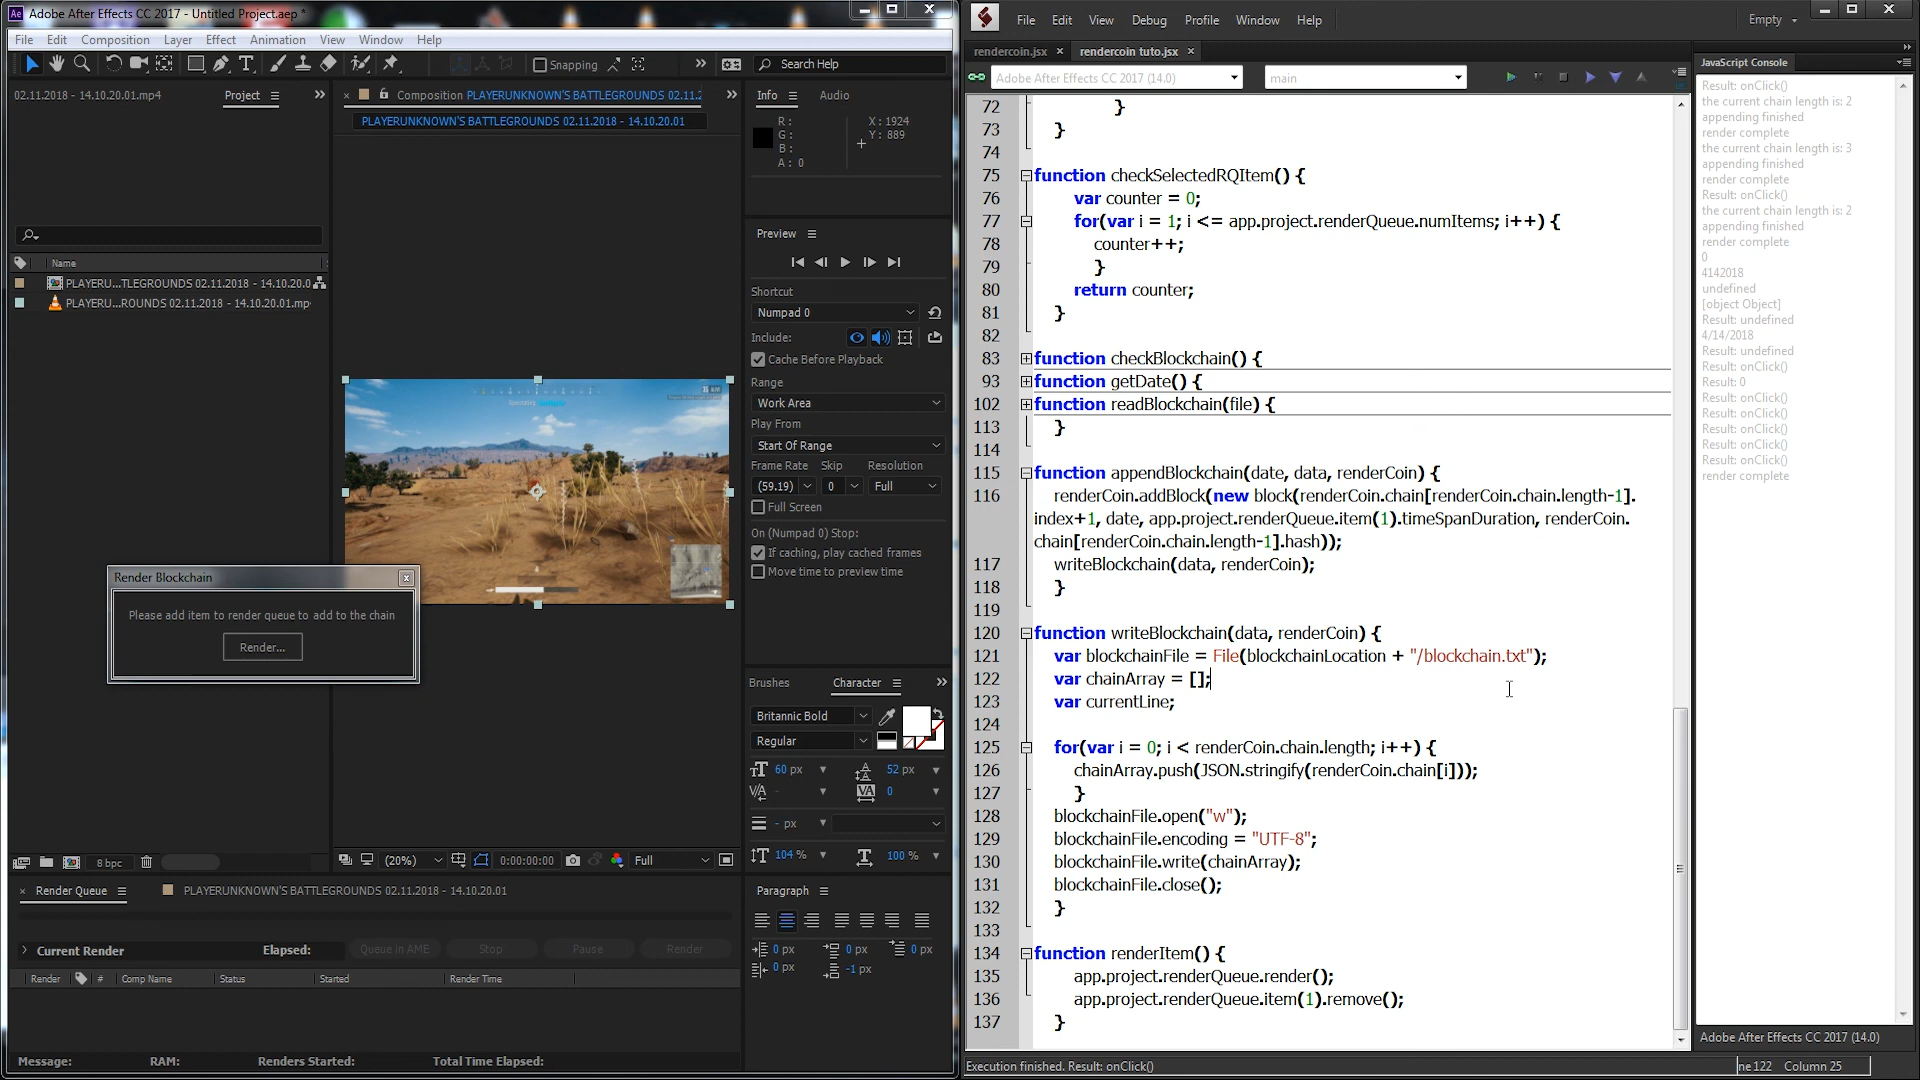 Adobe After Effects CC 2017 - Untitled Project.aep *
File Edit Composition Layer Effect Animation View Window Help
Snapping
Search Help
02.11.2018 - 14.10.20.01.mp4
Project
Name
PLAYERU...TLEGROUNDS 02.11.2018 - 14.10.20.0
PLAYERU...ROUNDS 02.11.2018 - 14.10.20.01.mp
8 bpc
Composition PLAYERUNKNOWN'S BATTLEGROUNDS 02.11.2
PLAYERUNKNOWN'S BATTLEGROUNDS 02.11.2018 - 14.10.20.01
(20%)
0:00:00:00
Full
Render Blockchain
Please add item to render queue to add to the chain
Render...
Info
Audio
R:
G:
B:
A: 0
X: 1924
Y: 889
Preview
Shortcut
Numpad 0
Include:
Cache Before Playback
Range
Work Area
Play From
Start Of Range
Frame Rate Skip Resolution
(59.19) 0 Full
Full Screen
On (Numpad 0) Stop:
If caching, play cached frames
Move time to preview time
Brushes
Character
Britannic Bold
Regular
60 px
52 px
-
0
- px
104 %
100 %
Paragraph
0 px
0 px
0 px
0 px
-1 px
Render Queue
PLAYERUNKNOWN'S BATTLEGROUNDS 02.11.2018 - 14.10.20.01
Current Render
Elapsed:
Queue in AME
Stop
Pause
Render
Render # Comp Name Status Started Render Time
Message:
RAM:
Renders Started:
Total Time Elapsed:
File Edit View Debug Profile Window Help
Empty
rendercoin.jsx
rendercoin tuto.jsx
Adobe After Effects CC 2017 (14.0)
main
72 }
73 }
74
75 function checkSelectedRQItem() {
76 var counter = 0;
77 for(var i = 1; i <= app.project.renderQueue.numItems; i++) {
78 counter++;
79 }
80 return counter;
81 }
82
83 function checkBlockchain() {
93 function getDate() {
102 function readBlockchain(file) {
113 }
114
115 function appendBlockchain(date, data, renderCoin) {
116 renderCoin.addBlock(new block(renderCoin.chain[renderCoin.chain.length-1].
index+1, date, app.project.renderQueue.item(1).timeSpanDuration, renderCoin.
chain[renderCoin.chain.length-1].hash));
117 writeBlockchain(data, renderCoin);
118 }
119
120 function writeBlockchain(data, renderCoin) {
121 var blockchainFile = File(blockchainLocation + "/blockchain.txt");
122 var chainArray = [];
123 var currentLine;
124
125 for(var i = 0; i < renderCoin.chain.length; i++) {
126 chainArray.push(JSON.stringify(renderCoin.chain[i]));
127 }
128 blockchainFile.open("w");
129 blockchainFile.encoding = "UTF-8";
130 blockchainFile.write(chainArray);
131 blockchainFile.close();
132 }
133
134 function renderItem() {
135 app.project.renderQueue.render();
136 app.project.renderQueue.item(1).remove();
137 }
Execution finished. Result: onClick()
ne 122 Column 25
JavaScript Console
Result: onClick()
the current chain length is: 2
appending finished
render complete
the current chain length is: 3
appending finished
render complete
Result: onClick()
the current chain length is: 2
appending finished
render complete
0
4142018
undefined
[object Object]
Result: undefined
4/14/2018
Result: undefined
Result: onClick()
Result: 0
Result: onClick()
Result: onClick()
Result: onClick()
Result: onClick()
Result: onClick()
render complete
Adobe After Effects CC 2017 (14.0)